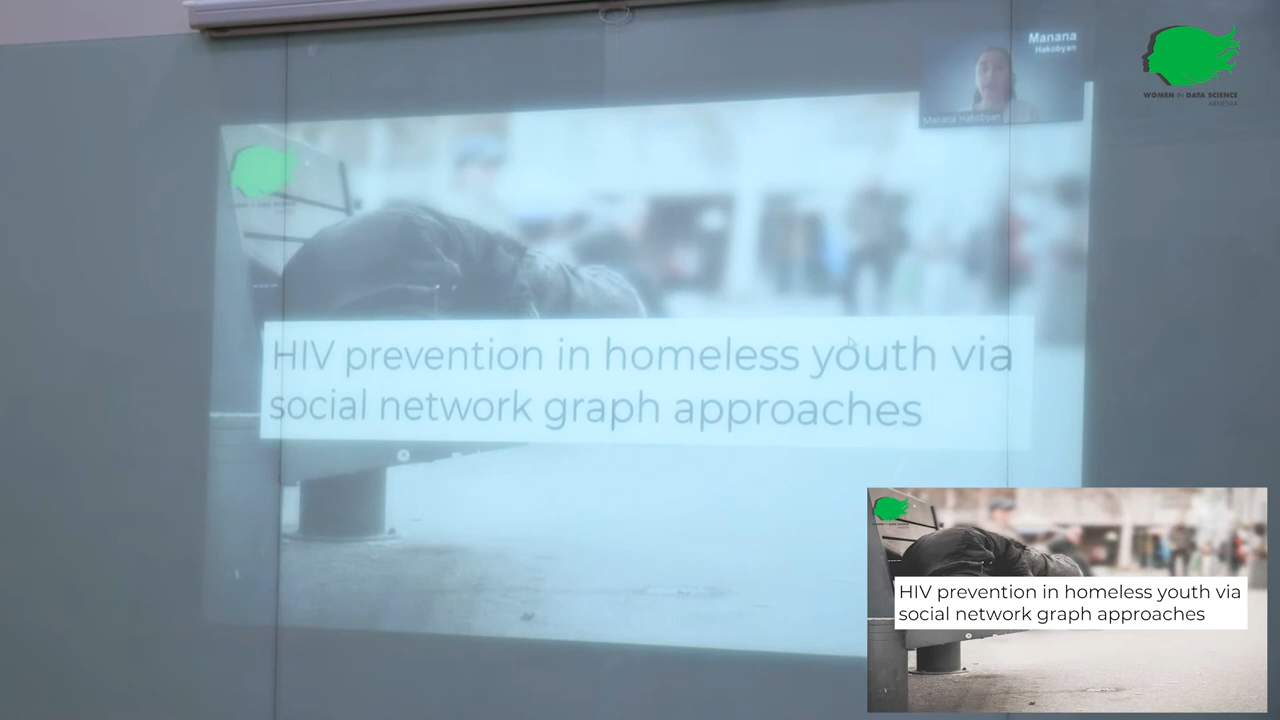 Manana
Hakobyan
Manana Hakobyan
WOMEN IN DATA SCIENCE
ARMENIA
HIV prevention in homeless youth via
social network graph approaches
HIV prevention in homeless youth via
social network graph approaches